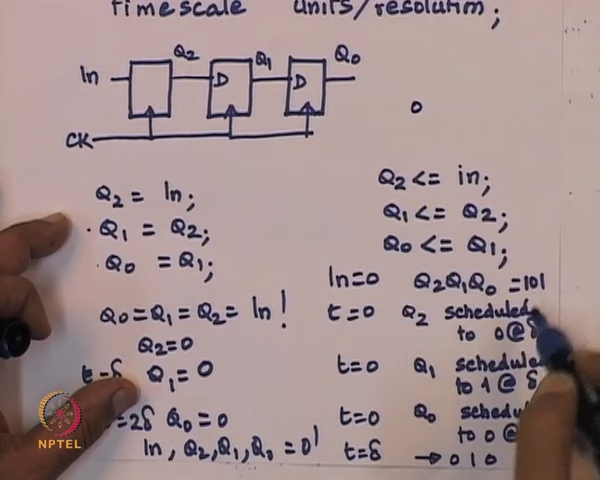 timescale units/resolution;
In Q2 D Q1 D Q0
CK
0
Q2 = In;
Q1 = Q2;
Q0 = Q1;
Q0 = Q1 = Q2 = In!
Q2 = 0
t=δ Q1 = 0
=2δ Q0 = 0
In, Q2, Q1, Q0 = 0!
Q2 <= in;
Q1 <= Q2;
Q0 <= Q1;
In=0 Q2Q1Q0 = 101
t=0 Q2 scheduled
to 0 @ δ
t=0 Q1 schedule
to 1 @ δ
t=0 Q0 schedu
to 0 @
t=δ → 0 1 0
NPTEL